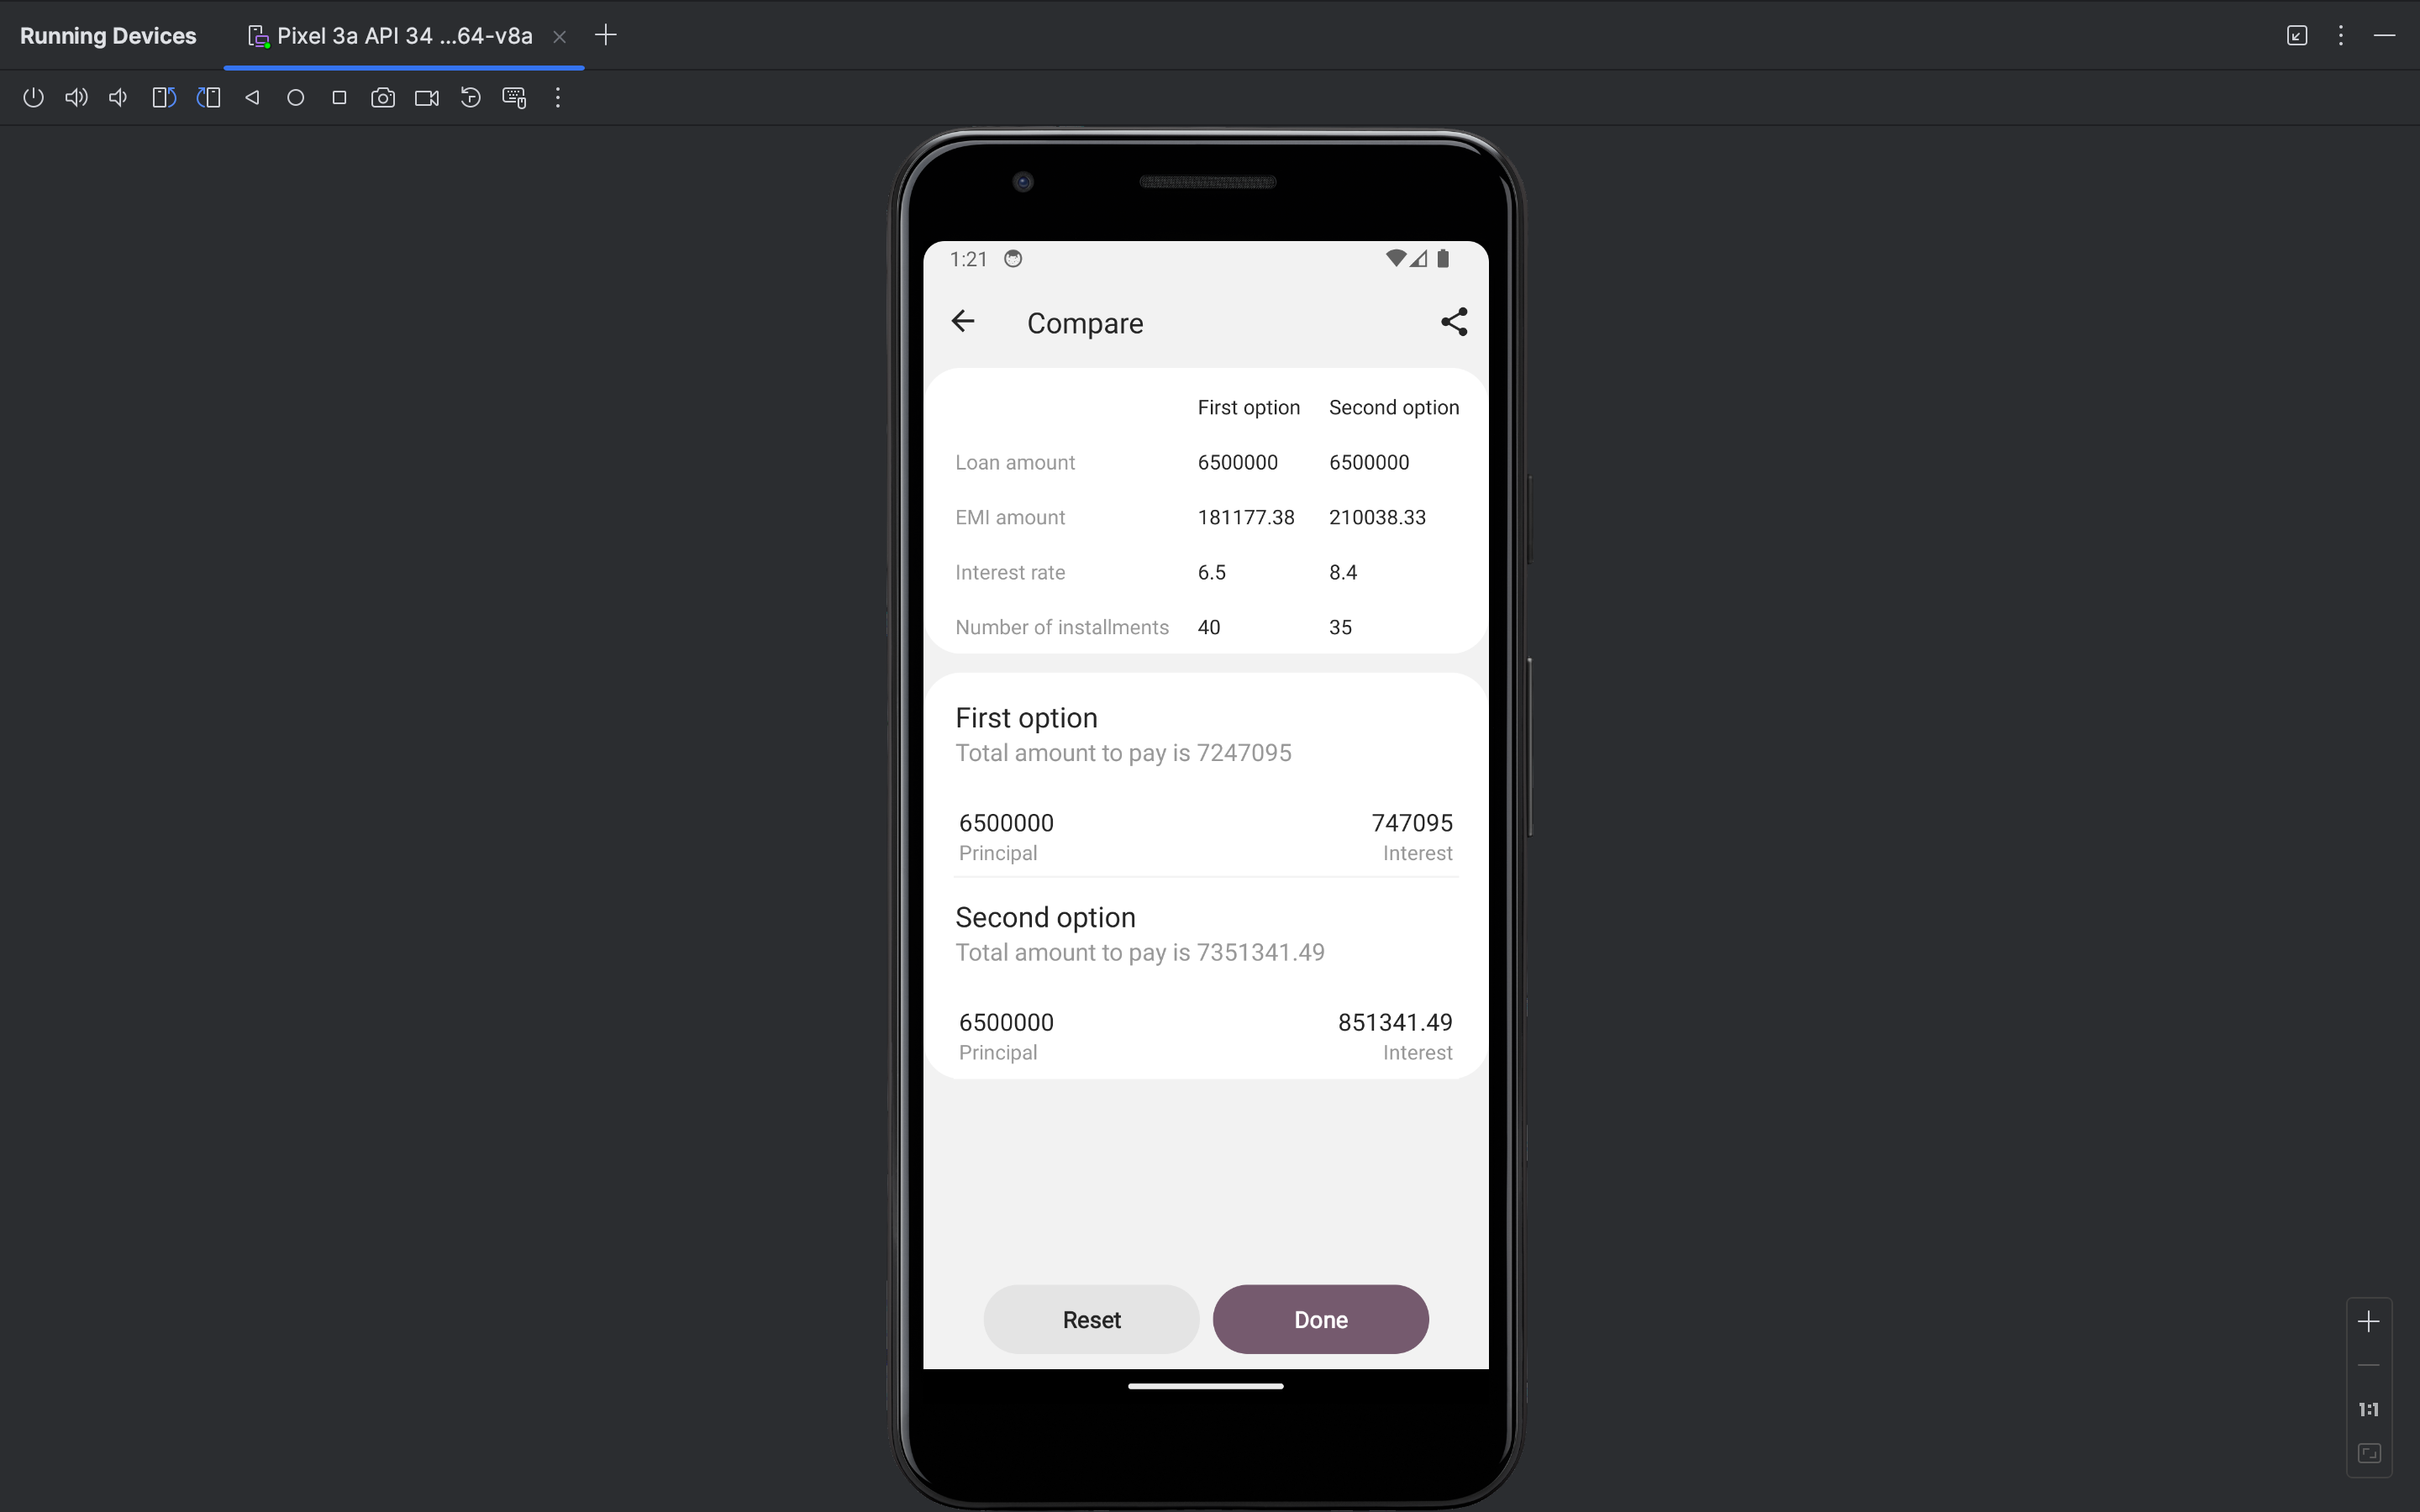 Running Devices Pixel 3a API 34 ...64-v8a
1:21
Compare
First option Second option
Loan amount 6500000 6500000
EMI amount 181177.38 210038.33
Interest rate 6.5 8.4
Number of installments 40 35
First option
Total amount to pay is 7247095
6500000 747095
Principal Interest
Second option
Total amount to pay is 7351341.49
6500000 851341.49
Principal Interest
Reset Done
1:1